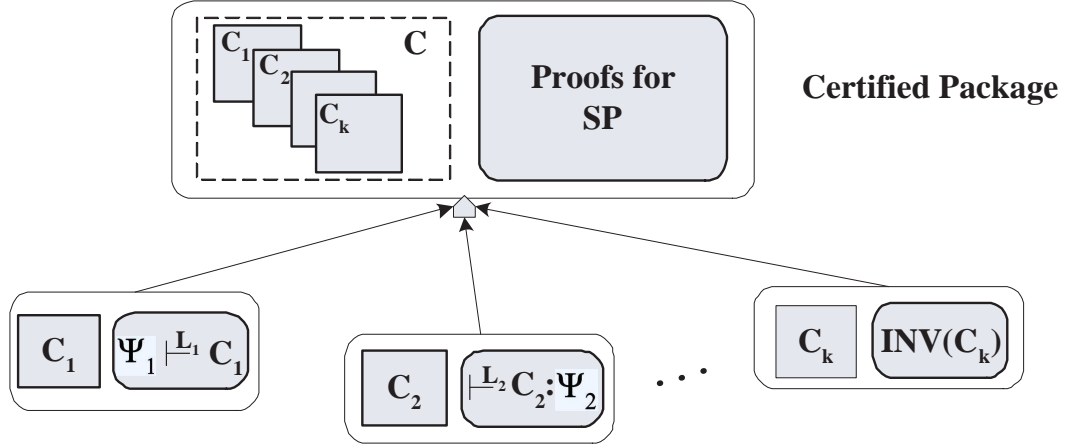 C₁
C₂
Cₖ
C
Proofs for
SP
Certified Package
C₁
Ψ₁ ⊢L₁ C₁
C₂
⊢L₂ C₂:Ψ₂
...
Cₖ
INV(Cₖ)